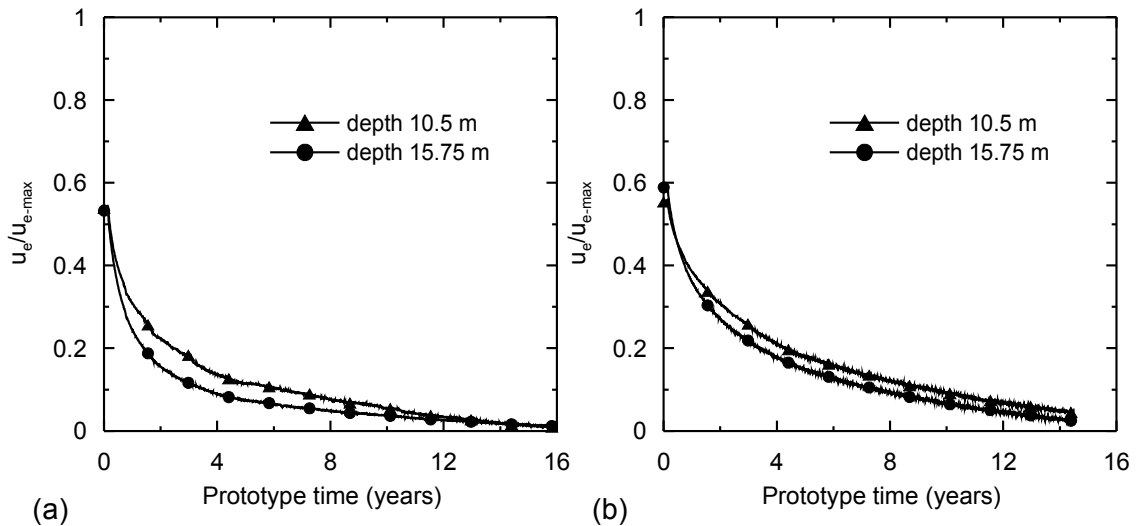 1
0.8
0.6
0.4
0.2
0
u_e/u_e-max
depth 10.5 m
depth 15.75 m
0 4 8 12 16
Prototype time (years)
(a)
1
0.8
0.6
0.4
0.2
0
u_e/u_e-max
depth 10.5 m
depth 15.75 m
0 4 8 12 16
Prototype time (years)
(b)